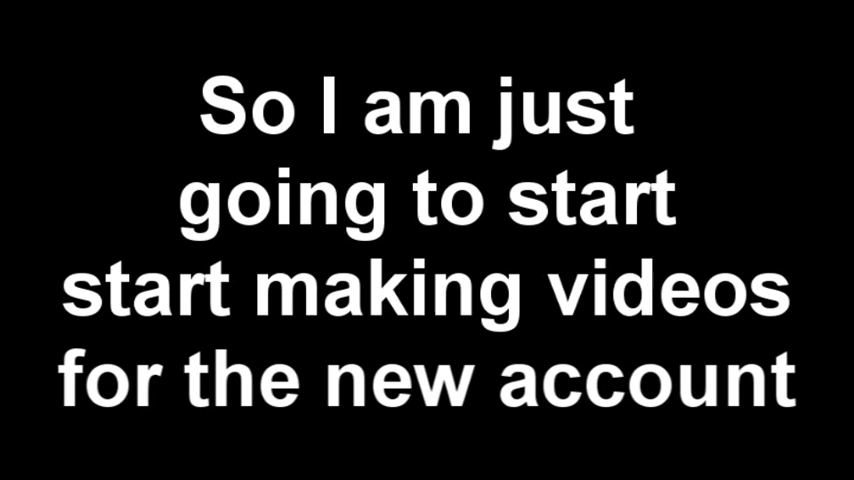 So I am just
going to start
start making videos
for the new account